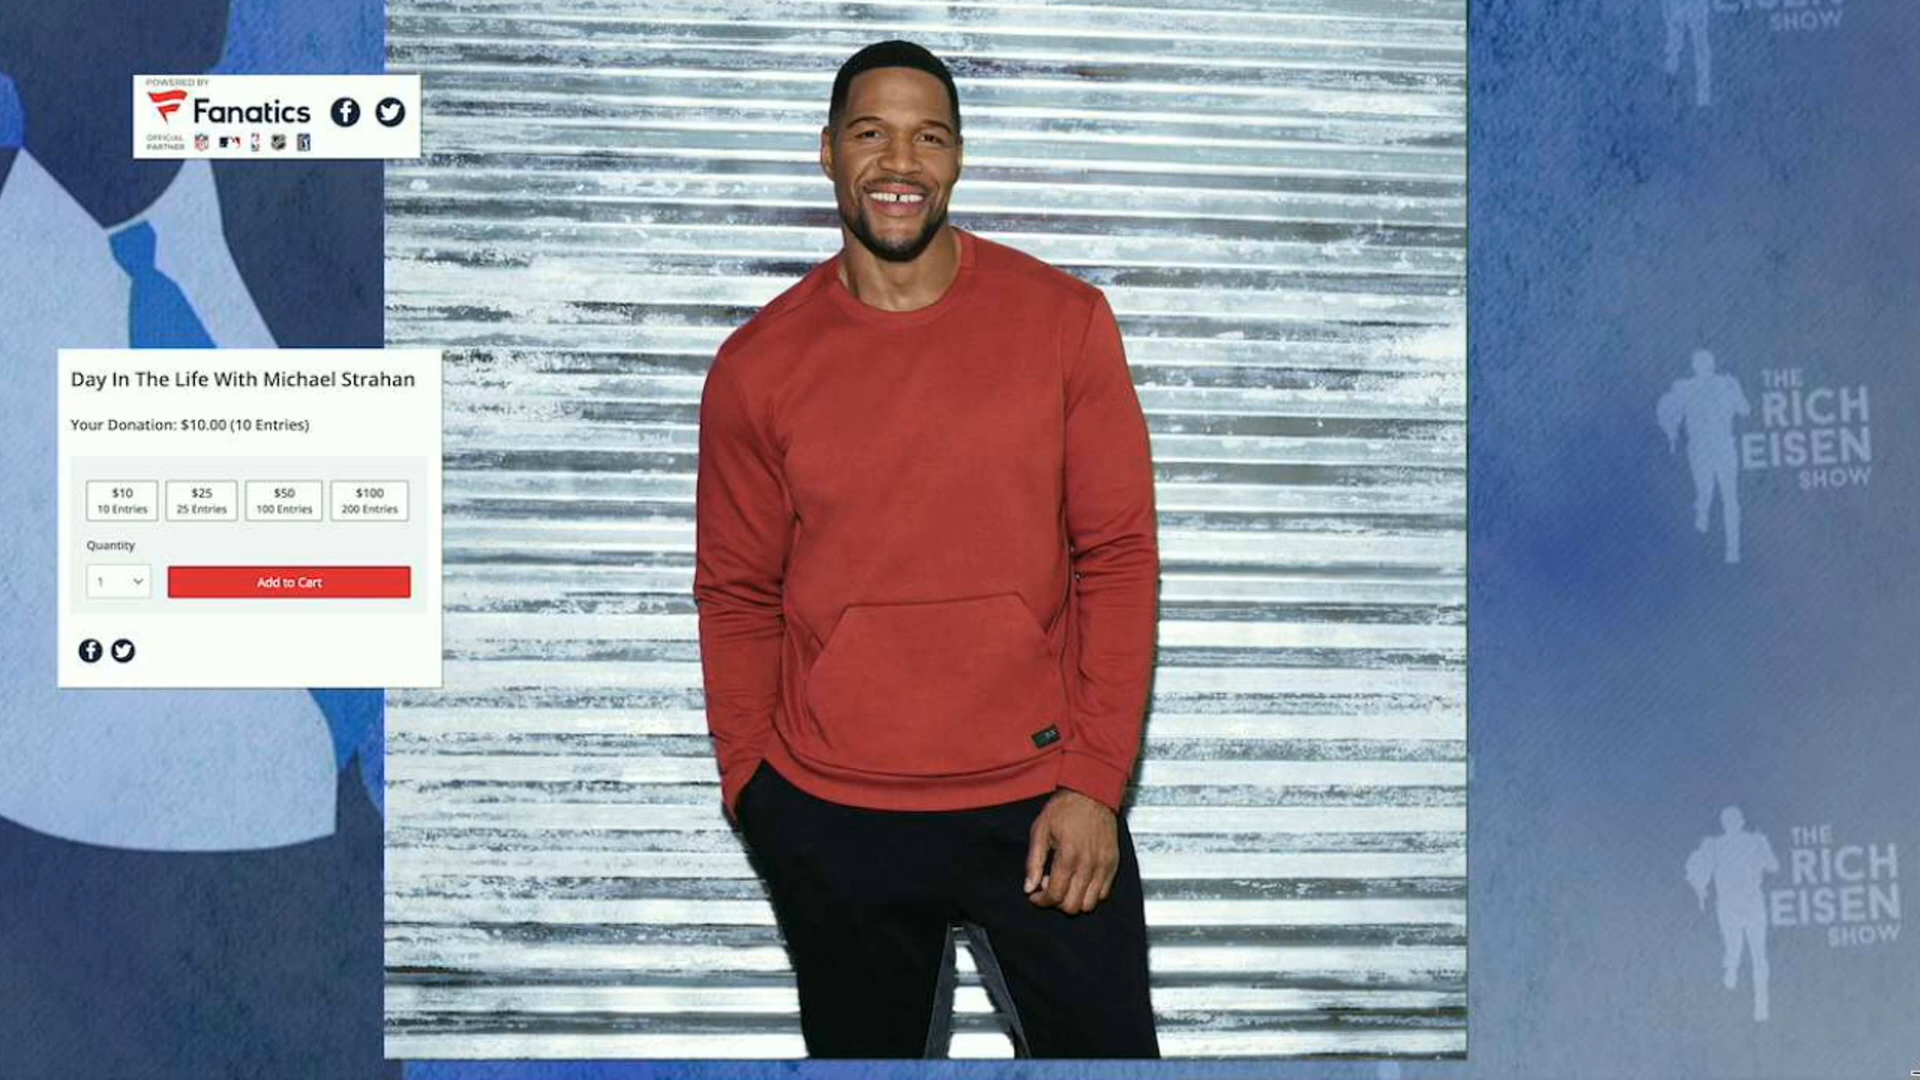 POWERED BY
Fanatics
OFFICIAL
PARTNER
Day In The Life With Michael Strahan
Your Donation: $10.00 (10 Entries)
$10
10 Entries
$25
25 Entries
$50
100 Entries
$100
200 Entries
Quantity
1
Add to Cart
EISEN
SHOW
THE
RICH
EISEN
SHOW
THE
RICH
EISEN
SHOW